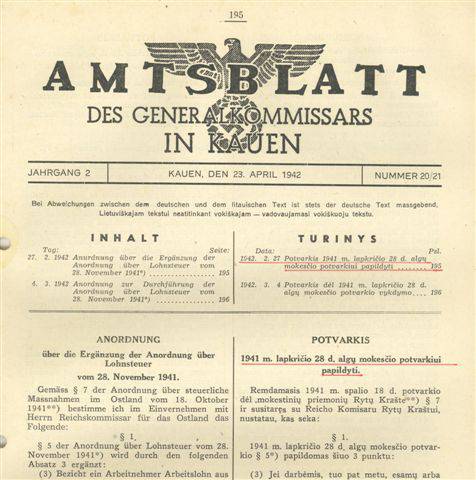 195
AMTSBLATT
DES GENERALKOMMISSARS
IN KAUEN
JAHRGANG 2
KAUEN, DEN 23. APRIL 1942
NUMMER 20/21
Bei Abweichungen zwischen dem deutschen und dem litauischen Text ist stets der deutsche Text massgebend.
Lietuviškajam tekstui neatitinkant vokiškajam — vadovaujamasi vokiškuoju tekstu.
INHALT
Tag: Seite:
27. 2. 1942 Anordnung über die Ergänzung der
Anordnung über Lohnsteuer vom
28. November 1941*) 195
4. 3. 1942 Anordnung zur Durchführung der
Anordnung über Lohnsteuer vom
28. November 1941*) 196
TURINYS
Data: Psl.
1942. 2. 27 Potvarkis 1941 m. lapkričio 28 d. algų
mokesčio potvarkiui papildyti ........ 195
1942. 3. 4 Potvarkis dėl 1941 m. lapkričio 28 d.
algų mokesčio potvarkio vykdymo... 196
ANORDNUNG
über die Ergänzung der Anordnung über
Lohnsteuer
vom 28. November 1941.
Gemäss § 7 der Anordnung über steuerliche
Massnahmen im Ostland vom 18. Oktober
1941**) bestimme ich im Einvernehmen mit
Herrn Reichskommissar für das Ostland das
Folgende:
§ 1.
§ 5 der Anordnung über Lohnsteuer vom 28.
November 1941*) wird durch den folgenden
Absatz 3 ergänzt:
(3) Bezieht ein Arbeitnehmer Arbeitslohn aus
POTVARKIS
1941 m. lapkričio 28 d. algų mokesčio potvarkiui
papildyti.
Remdamasis 1941 m. spalio 18 d. potvarkio
dėl „mokestinių priemonių Rytų Krašte**) § 7
ir susitaręs su Reicho Komisaru Rytų Kraštui,
nustatau, kas seka:
§ 1.
1941 m. lapkričio 28 d. algų mokesčio potvar-
kio § 5*) papildomas šiuo 3 punktu:
(3) Jei darbėmis, tuo pat metu, esamų arba